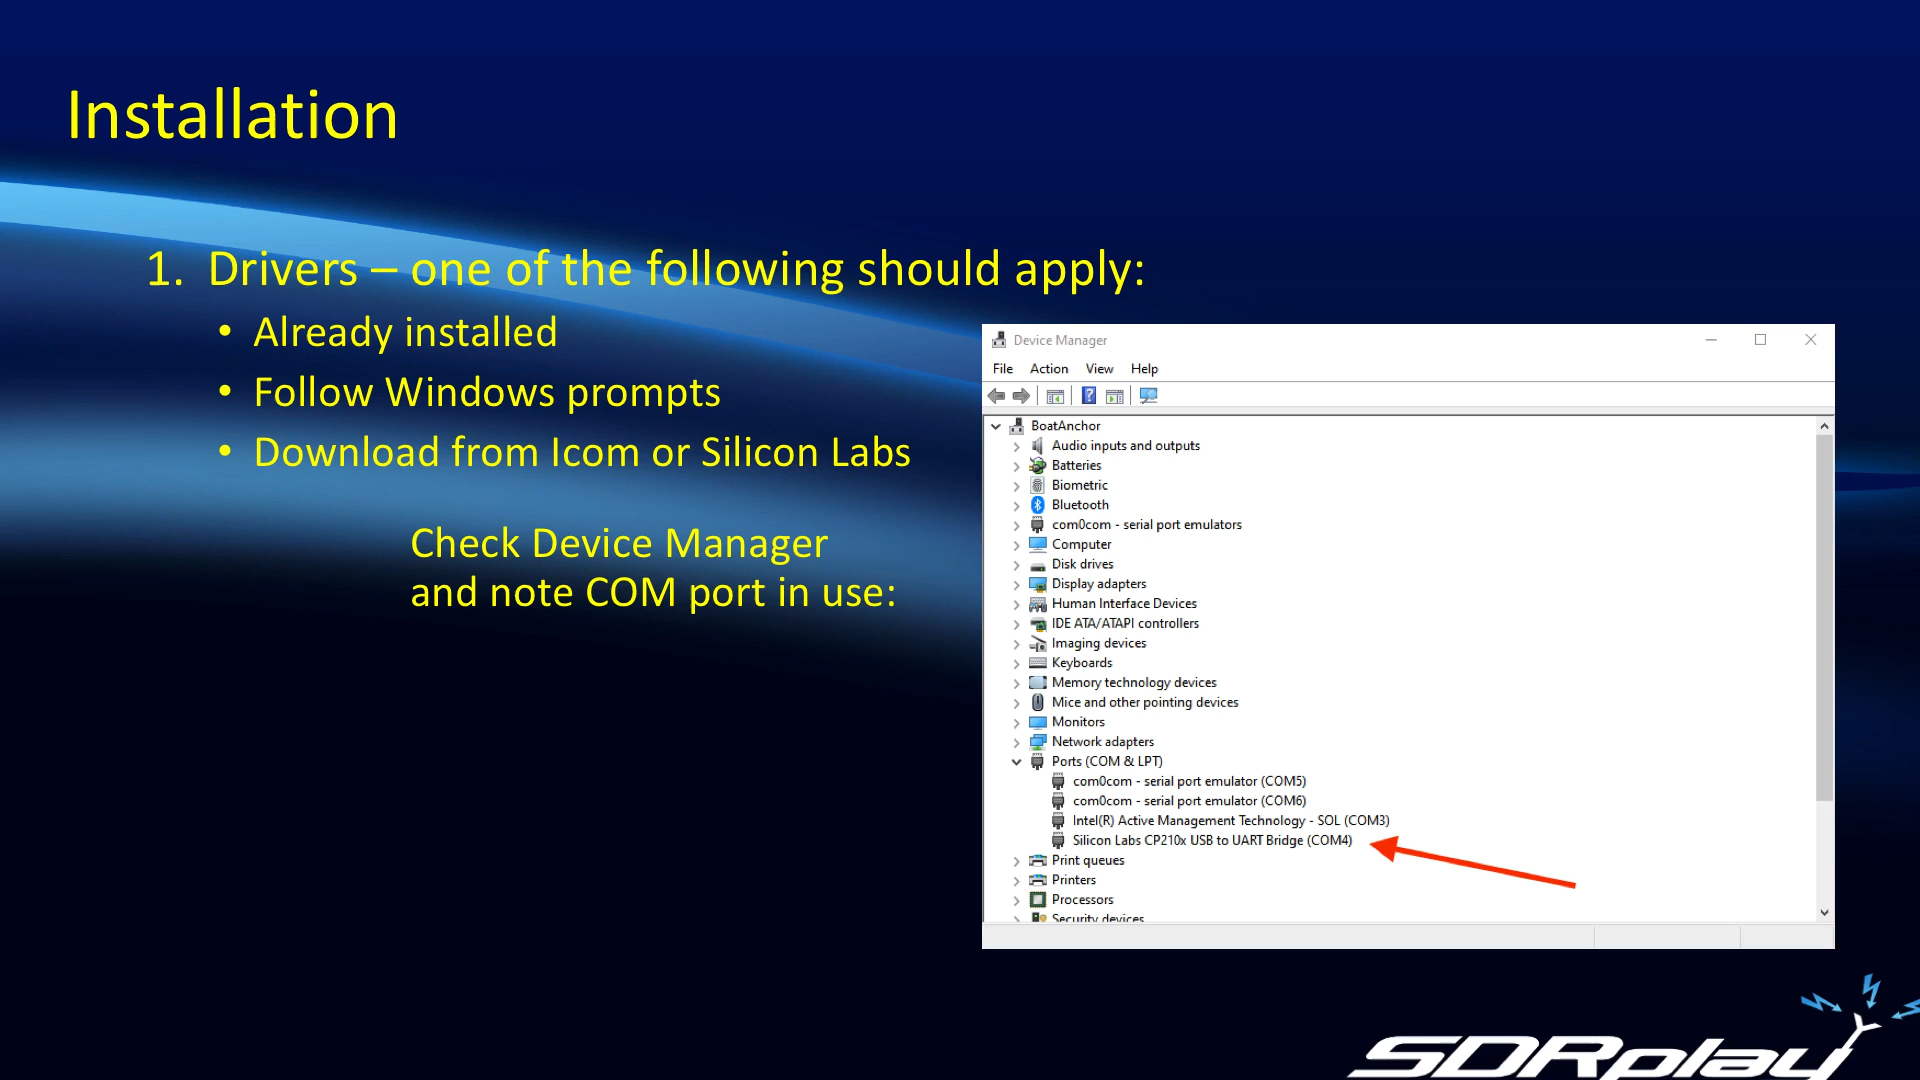 Installation
1. Drivers – one of the following should apply:
• Already installed
• Follow Windows prompts
• Download from Icom or Silicon Labs
Check Device Manager
and note COM port in use:
Device Manager
File Action View Help
BoatAnchor
Audio inputs and outputs
Batteries
Biometric
Bluetooth
com0com - serial port emulators
Computer
Disk drives
Display adapters
Human Interface Devices
IDE ATA/ATAPI controllers
Imaging devices
Keyboards
Memory technology devices
Mice and other pointing devices
Monitors
Network adapters
Ports (COM & LPT)
com0com - serial port emulator (COM5)
com0com - serial port emulator (COM6)
Intel(R) Active Management Technology - SOL (COM3)
Silicon Labs CP210x USB to UART Bridge (COM4)
Print queues
Printers
Processors
Security devices
SDRplay